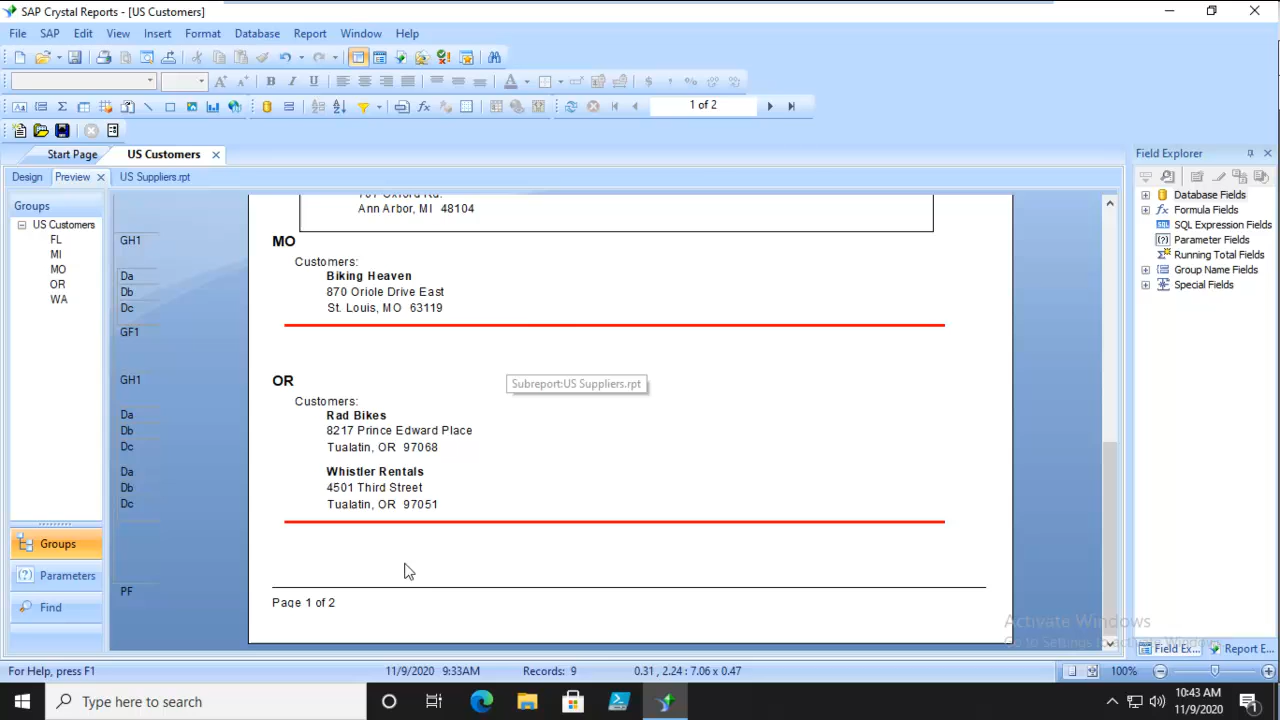 SAP Crystal Reports - [US Customers]
File SAP Edit View Insert Format Database Report Window Help
1 of 2
Start Page US Customers
Field Explorer
Design Preview US Suppliers.rpt
Groups
US Customers
FL
MI
MO
OR
WA
Groups
Parameters
Find
GH1
Da
Db
Dc
GF1
GH1
Da
Db
Dc
Da
Db
Dc
PF
Ann Arbor, MI 48104
MO
Customers:
Biking Heaven
870 Oriole Drive East
St. Louis, MO 63119
OR
Subreport:US Suppliers.rpt
Customers:
Rad Bikes
8217 Prince Edward Place
Tualatin, OR 97068
Whistler Rentals
4501 Third Street
Tualatin, OR 97051
Page 1 of 2
Database Fields
Formula Fields
SQL Expression Fields
Parameter Fields
Running Total Fields
Group Name Fields
Special Fields
Activate Windows
Go to Settings to activate Windows.
Field Ex... Report E...
For Help, press F1 11/9/2020 9:33AM Records: 9 0.31 , 2.24 : 7.06 x 0.47 100%
Type here to search
10:43 AM
11/9/2020
1